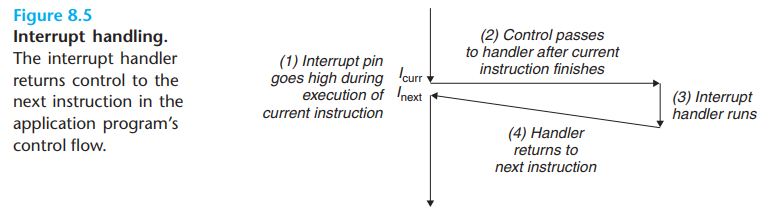 Figure 8.5
Interrupt handling.
The interrupt handler
returns control to the
next instruction in the
application program's
control flow.
(1) Interrupt pin
goes high during
execution of
current instruction
Icurr
Inext
(2) Control passes
to handler after current
instruction finishes
(3) Interrupt
handler runs
(4) Handler
returns to
next instruction